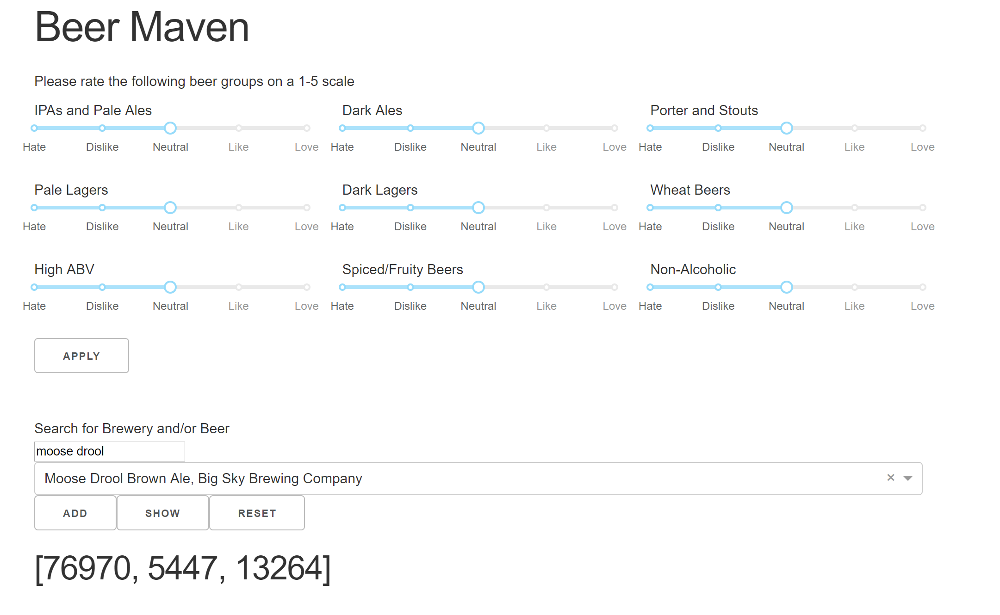 Beer Maven
Please rate the following beer groups on a 1-5 scale
IPAs and Pale Ales Dark Ales Porter and Stouts
Hate Dislike Neutral Like Love Hate Dislike Neutral Like Love Hate Dislike Neutral Like Love
Pale Lagers Dark Lagers Wheat Beers
Hate Dislike Neutral Like Love Hate Dislike Neutral Like Love Hate Dislike Neutral Like Love
High ABV Spiced/Fruity Beers Non-Alcoholic
Hate Dislike Neutral Like Love Hate Dislike Neutral Like Love Hate Dislike Neutral Like Love
APPLY
Search for Brewery and/or Beer
moose drool
Moose Drool Brown Ale, Big Sky Brewing Company ×
ADD SHOW RESET
[76970, 5447, 13264]